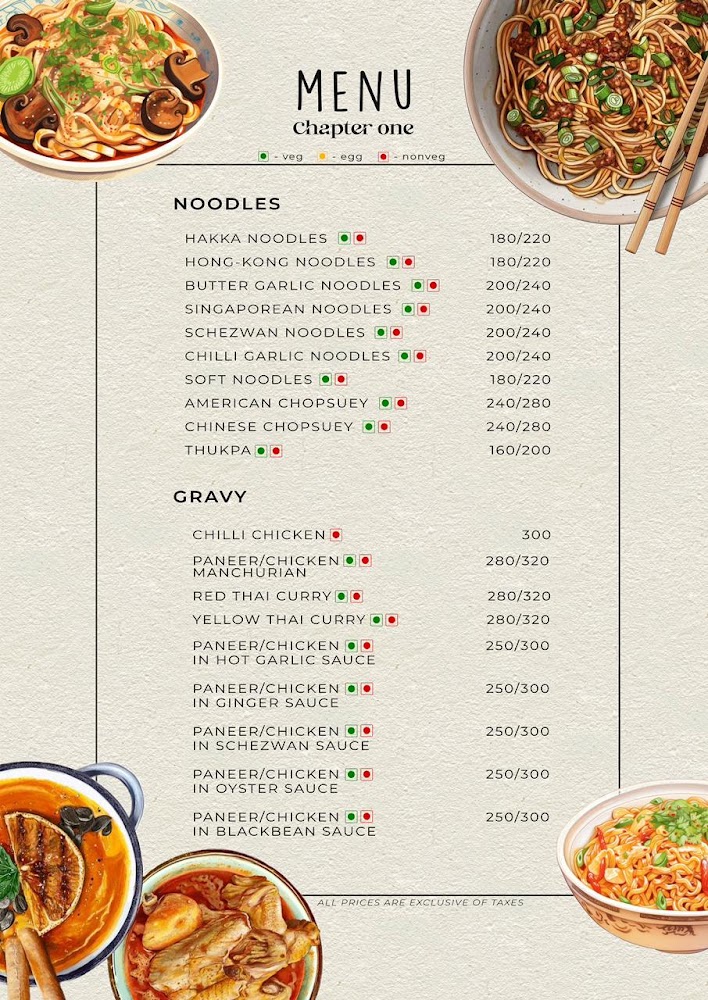 MENU
Chapter one
- veg - egg - nonveg
NOODLES
HAKKA NOODLES 180/220
HONG-KONG NOODLES 180/220
BUTTER GARLIC NOODLES 200/240
SINGAPOREAN NOODLES 200/240
SCHEZWAN NOODLES 200/240
CHILLI GARLIC NOODLES 200/240
SOFT NOODLES 180/220
AMERICAN CHOPSUEY 240/280
CHINESE CHOPSUEY 240/280
THUKPA 160/200
GRAVY
CHILLI CHICKEN 300
PANEER/CHICKEN 280/320
MANCHURIAN
RED THAI CURRY 280/320
YELLOW THAI CURRY 280/320
PANEER/CHICKEN 250/300
IN HOT GARLIC SAUCE
PANEER/CHICKEN 250/300
IN GINGER SAUCE
PANEER/CHICKEN 250/300
IN SCHEZWAN SAUCE
PANEER/CHICKEN 250/300
IN OYSTER SAUCE
PANEER/CHICKEN 250/300
IN BLACKBEAN SAUCE
ALL PRICES ARE EXCLUSIVE OF TAXES